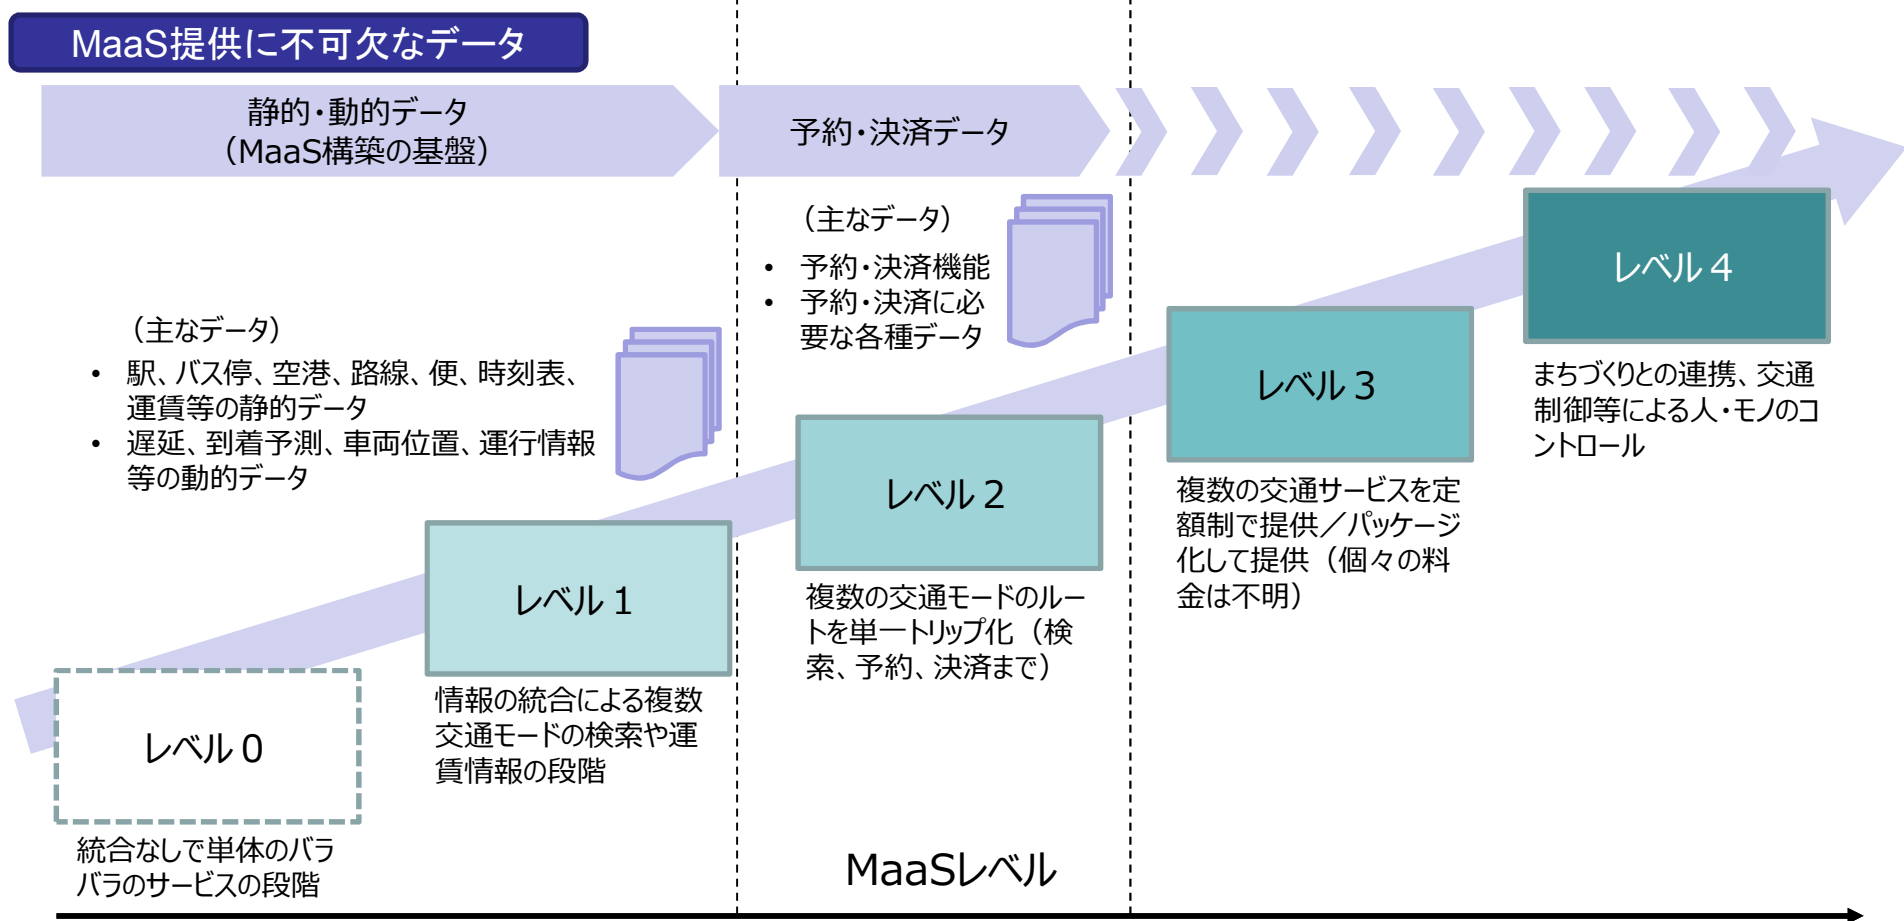 MaaS提供に不可欠なデータ
静的・動的データ
（MaaS構築の基盤）
予約・決済データ
（主なデータ）
• 駅、バス停、空港、路線、便、時刻表、
運賃等の静的データ
• 遅延、到着予測、車両位置、運行情報
等の動的データ
（主なデータ）
• 予約・決済機能
• 予約・決済に必
要な各種データ
レベル０
統合なしで単体のバラ
バラのサービスの段階
レベル１
情報の統合による複数
交通モードの検索や運
賃情報の段階
レベル２
複数の交通モードのルー
トを単一トリップ化（検
索、予約、決済まで）
レベル３
複数の交通サービスを定
額制で提供／パッケージ
化して提供（個々の料
金は不明）
レベル４
まちづくりとの連携、交通
制御等による人・モノのコ
ントロール
MaaSレベル